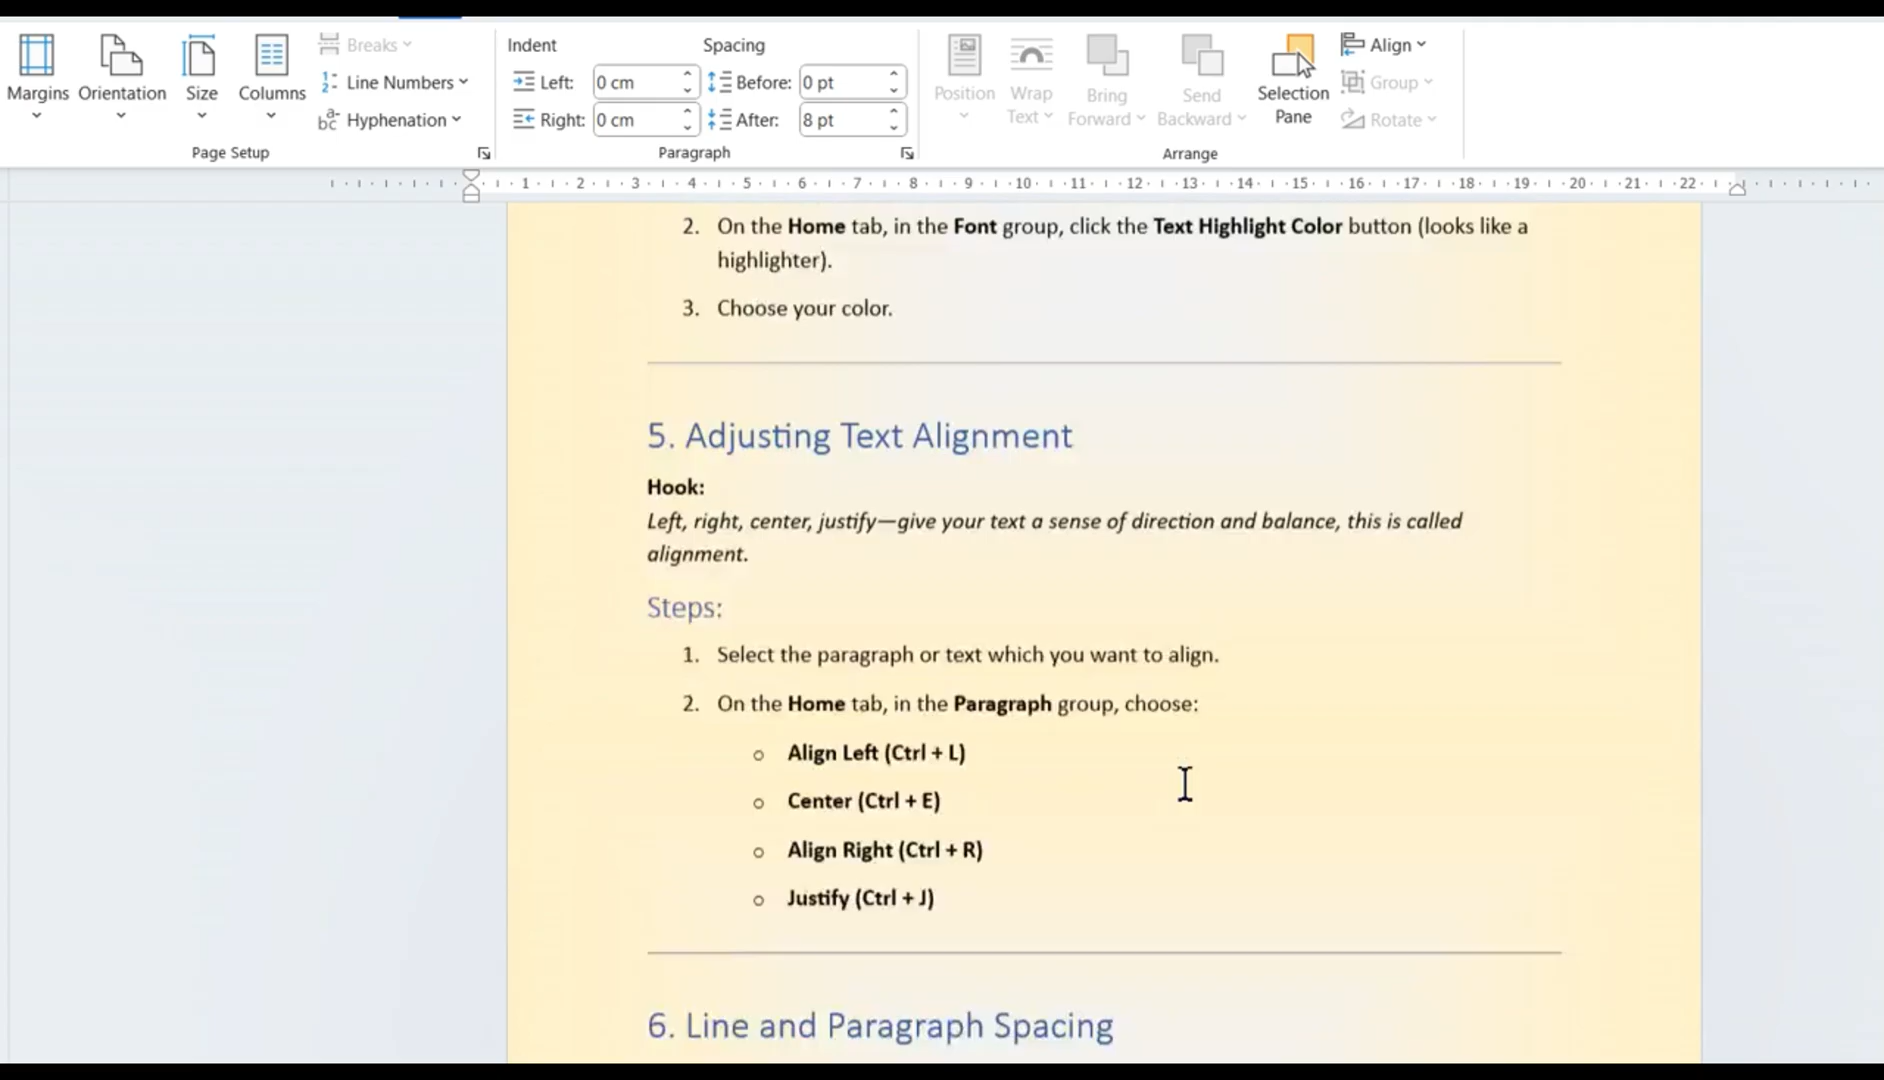 Margins
Orientation
Size
Columns
Breaks
Line Numbers
Hyphenation
Page Setup
Indent
Left: 0 cm
Right: 0 cm
Spacing
Before: 0 pt
After: 8 pt
Paragraph
Position
Wrap
Text
Bring
Forward
Send
Backward
Selection
Pane
Align
Group
Rotate
Arrange
1 2 3 4 5 6 7 8 9 10 11 12 13 14 15 16 17 18 19 20 21 22
2. On the Home tab, in the Font group, click the Text Highlight Color button (looks like a
highlighter).
3. Choose your color.
5. Adjusting Text Alignment
Hook:
Left, right, center, justify—give your text a sense of direction and balance, this is called
alignment.
Steps:
1. Select the paragraph or text which you want to align.
2. On the Home tab, in the Paragraph group, choose:
○ Align Left (Ctrl + L)
○ Center (Ctrl + E)
○ Align Right (Ctrl + R)
○ Justify (Ctrl + J)
6. Line and Paragraph Spacing